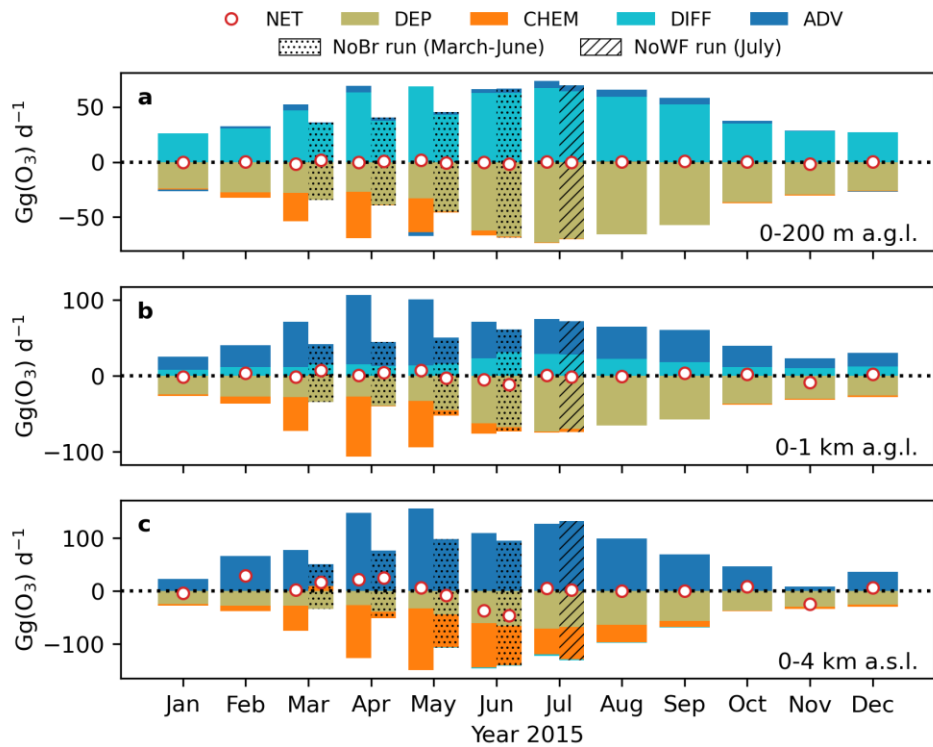 NET DEP CHEM DIFF ADV
NoBr run (March-June) NoWF run (July)
a
Gg(O₃) d⁻¹
50
0
−50
0-200 m a.g.l.
b
Gg(O₃) d⁻¹
100
0
−100
0-1 km a.g.l.
c
Gg(O₃) d⁻¹
100
0
−100
0-4 km a.s.l.
Jan Feb Mar Apr May Jun Jul Aug Sep Oct Nov Dec
Year 2015